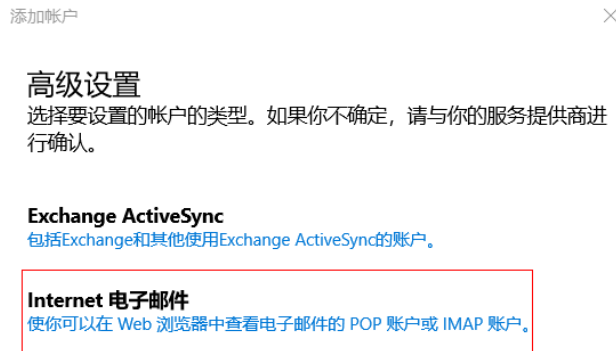 添加帐户
高级设置
选择要设置的帐户的类型。如果你不确定，请与你的服务提供商进
行确认。
Exchange ActiveSync
包括Exchange和其他使用Exchange ActiveSync的账户。
Internet 电子邮件
使你可以在 Web 浏览器中查看电子邮件的 POP 账户或 IMAP 账户。